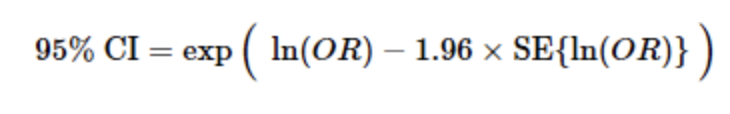 95% CI = exp ( ln(OR) − 1.96 × SE{ln(OR)} )